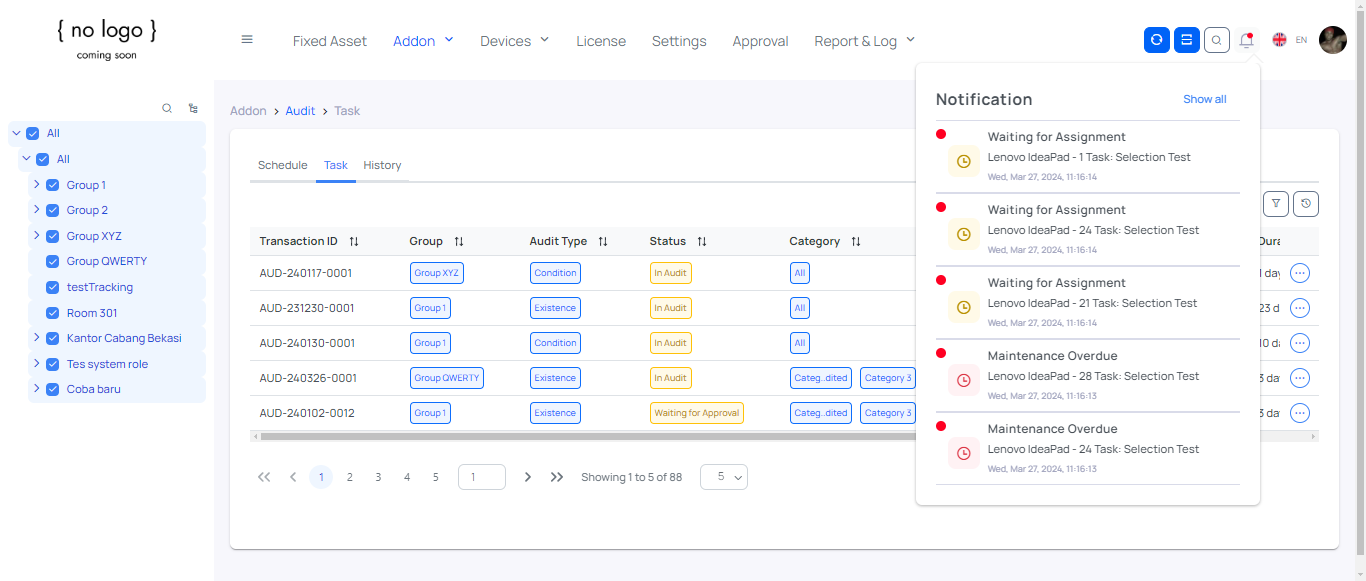 { no logo }
coming soon
Fixed Asset Addon Devices License Settings Approval Report & Log EN
All
All
Group 1
Group 2
Group XYZ
Group QWERTY
testTracking
Room 301
Kantor Cabang Bekasi
Tes system role
Coba baru
Addon > Audit > Task
Schedule Task History
Transaction ID Group Audit Type Status Category
AUD-240117-0001 Group XYZ Condition In Audit All
AUD-231230-0001 Group 1 Existence In Audit All
AUD-240130-0001 Group 1 Condition In Audit All
AUD-240326-0001 Group QWERTY Existence In Audit Categ..dited Category 3
AUD-240102-0012 Group 1 Existence Waiting for Approval Categ..dited Category 3
1 2 3 4 5 1 Showing 1 to 5 of 88 5
Notification Show all
Waiting for Assignment
Lenovo IdeaPad - 1 Task: Selection Test
Wed, Mar 27, 2024, 11:16:14
Waiting for Assignment
Lenovo IdeaPad - 24 Task: Selection Test
Wed, Mar 27, 2024, 11:16:14
Waiting for Assignment
Lenovo IdeaPad - 21 Task: Selection Test
Wed, Mar 27, 2024, 11:16:14
Maintenance Overdue
Lenovo IdeaPad - 28 Task: Selection Test
Wed, Mar 27, 2024, 11:16:13
Maintenance Overdue
Lenovo IdeaPad - 24 Task: Selection Test
Wed, Mar 27, 2024, 11:16:13